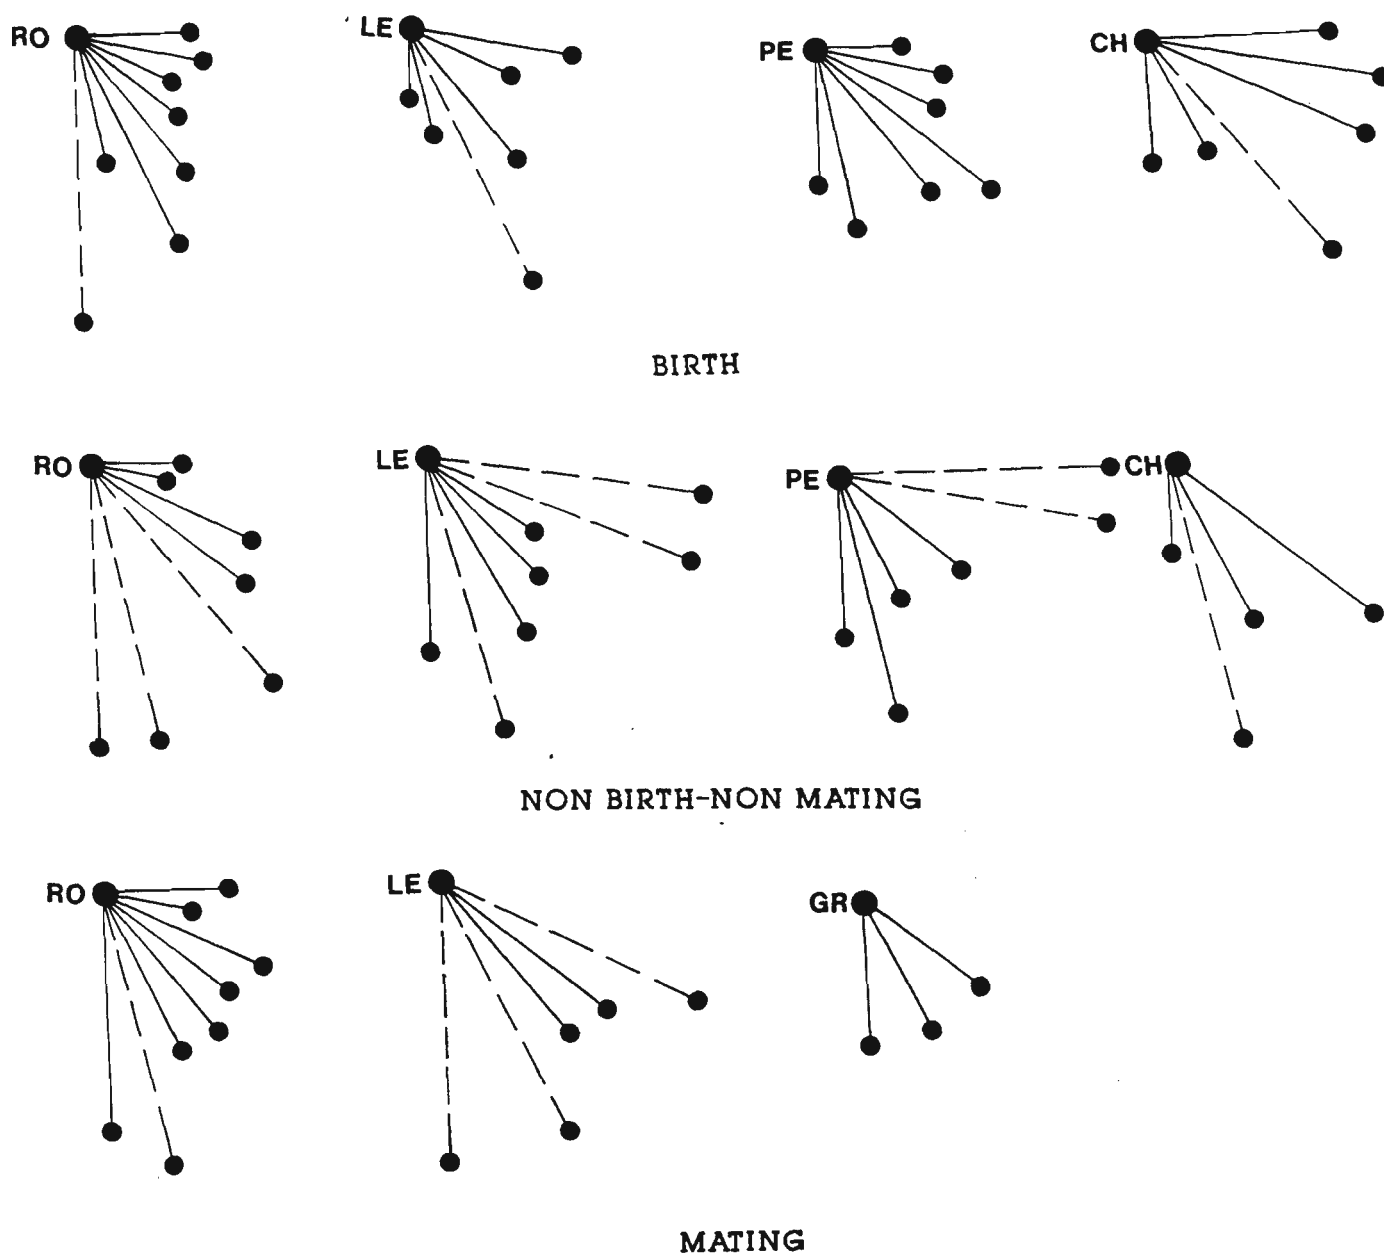 RO LE PE CH
BIRTH
RO LE PE CH
NON BIRTH-NON MATING
RO LE GR
MATING